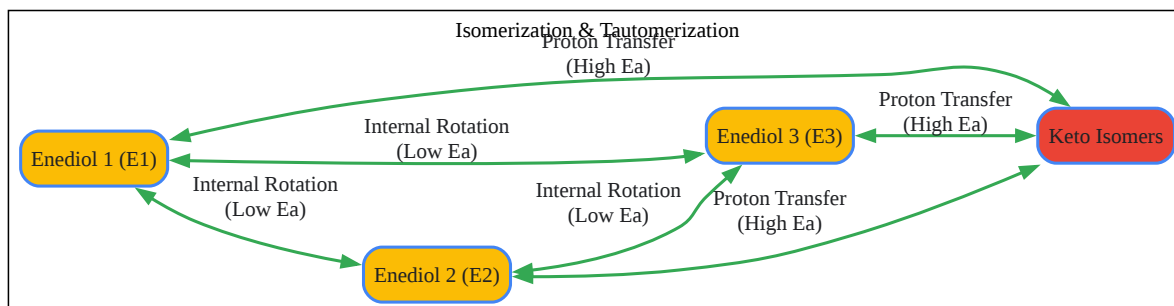 Isomerization & Tautomerization
Proton Transfer
(High Ea)
Proton Transfer
(High Ea)
Internal Rotation
(Low Ea)
Enediol 1 (E1)
Enediol 3 (E3)
Keto Isomers
Internal Rotation
(Low Ea)
Internal Rotation
(Low Ea)
Proton Transfer
(High Ea)
Enediol 2 (E2)